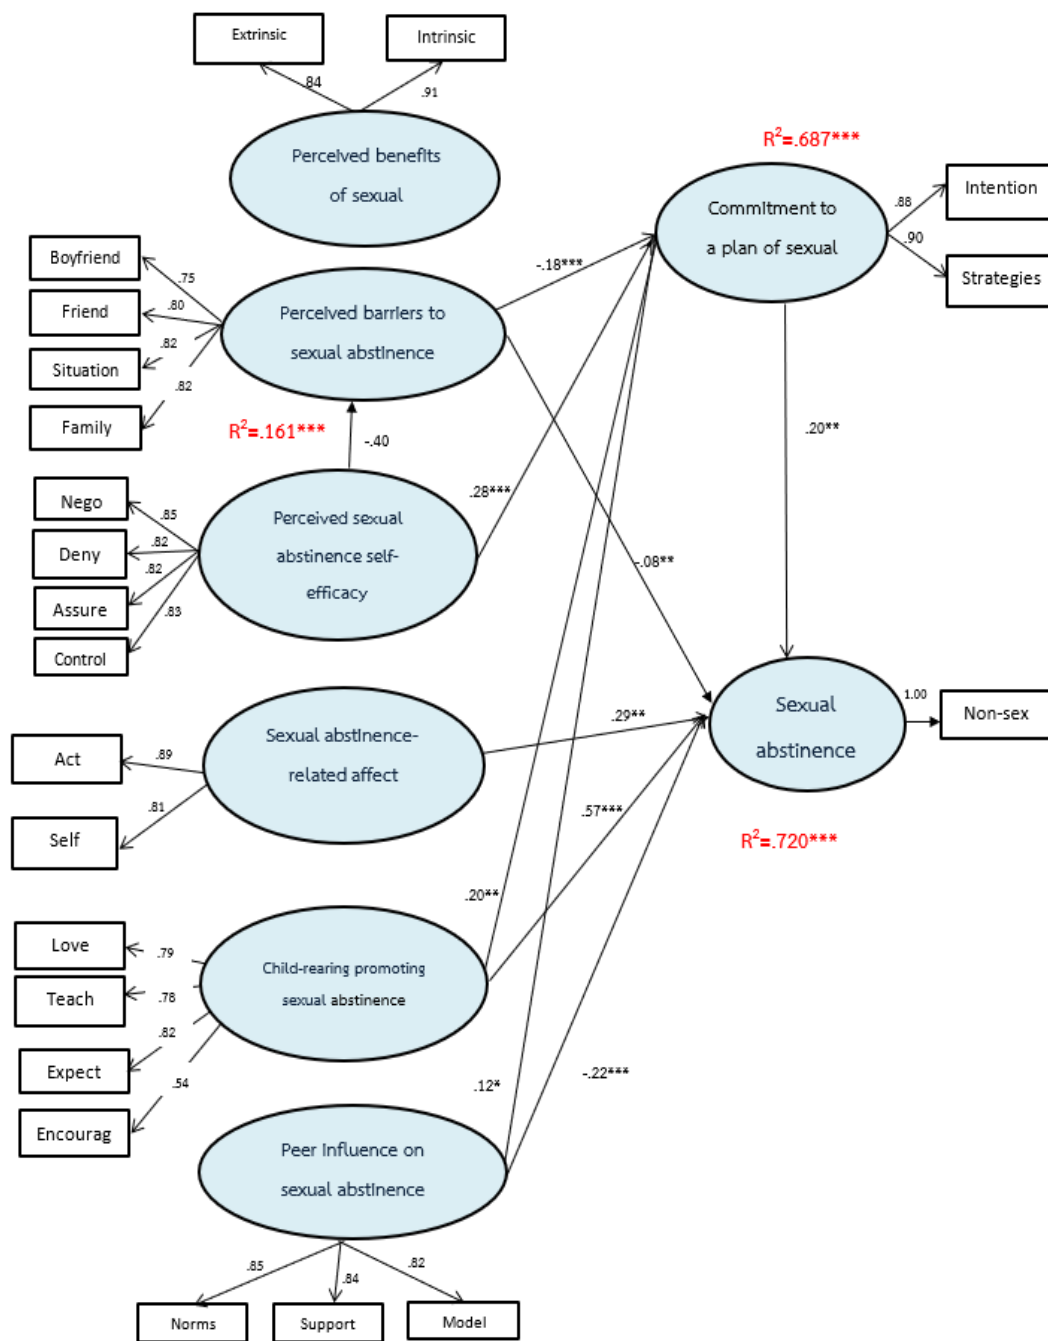 Extrinsic
Intrinsic
.84
.91
Perceived benefits
of sexual
R²=.687***
Commitment to
a plan of sexual
.88
.90
Intention
Strategies
Boyfriend
Friend
Situation
Family
.75
.80
.82
.82
Perceived barriers to
sexual abstinence
-.18***
R²=.161***
-.40
.20**
Nego
Deny
Assure
Control
.85
.82
.82
.83
Perceived sexual
abstinence self-
efficacy
.28***
-.08**
Act
Self
.89
.81
Sexual abstinence-
related affect
.29**
Sexual
abstinence
1.00
Non-sex
R²=.720***
.57***
.20**
Love
Teach
Expect
Encourag
.79
.78
.82
.54
Child-rearing promoting
sexual abstinence
.12*
-.22***
Peer influence on
sexual abstinence
.85
.84
.82
Norms
Support
Model